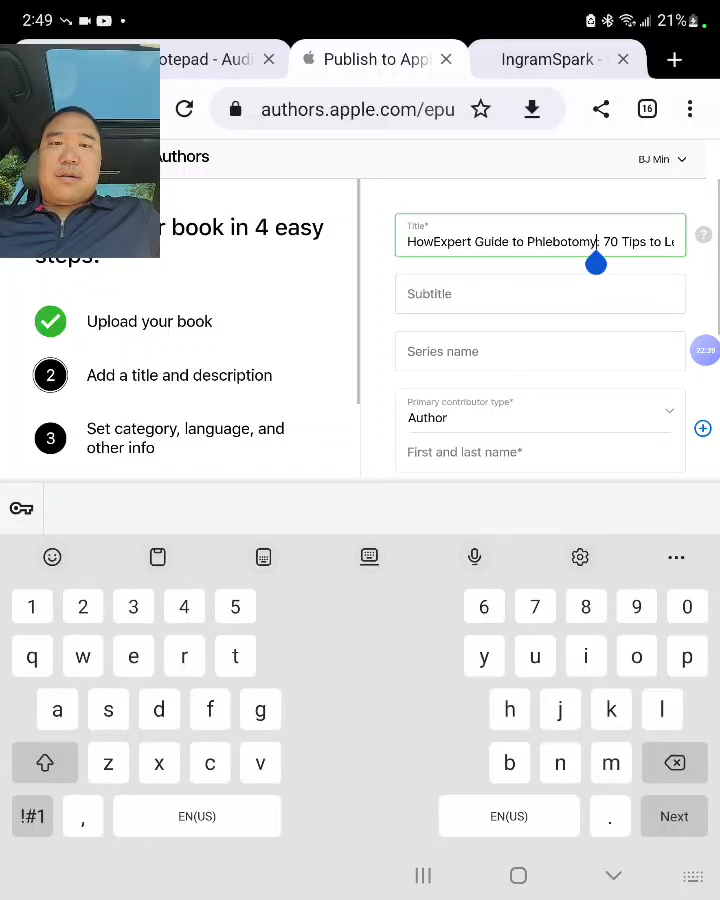 2:49
21%
otepad - Aud
Publish to Appl
IngramSpark -
authors.apple.com/epu
16
Authors
BJ Min
r book in 4 easy
steps:
Upload your book
2
Add a title and description
3
Set category, language, and
other info
Title*
HowExpert Guide to Phlebotomy: 70 Tips to Le
?
Subtitle
Series name
22:39
Primary contributor type*
Author
First and last name*
1 2 3 4 5 6 7 8 9 0
q w e r t y u i o p
a s d f g h j k l
z x c v b n m
!#1 , EN(US) EN(US) . Next